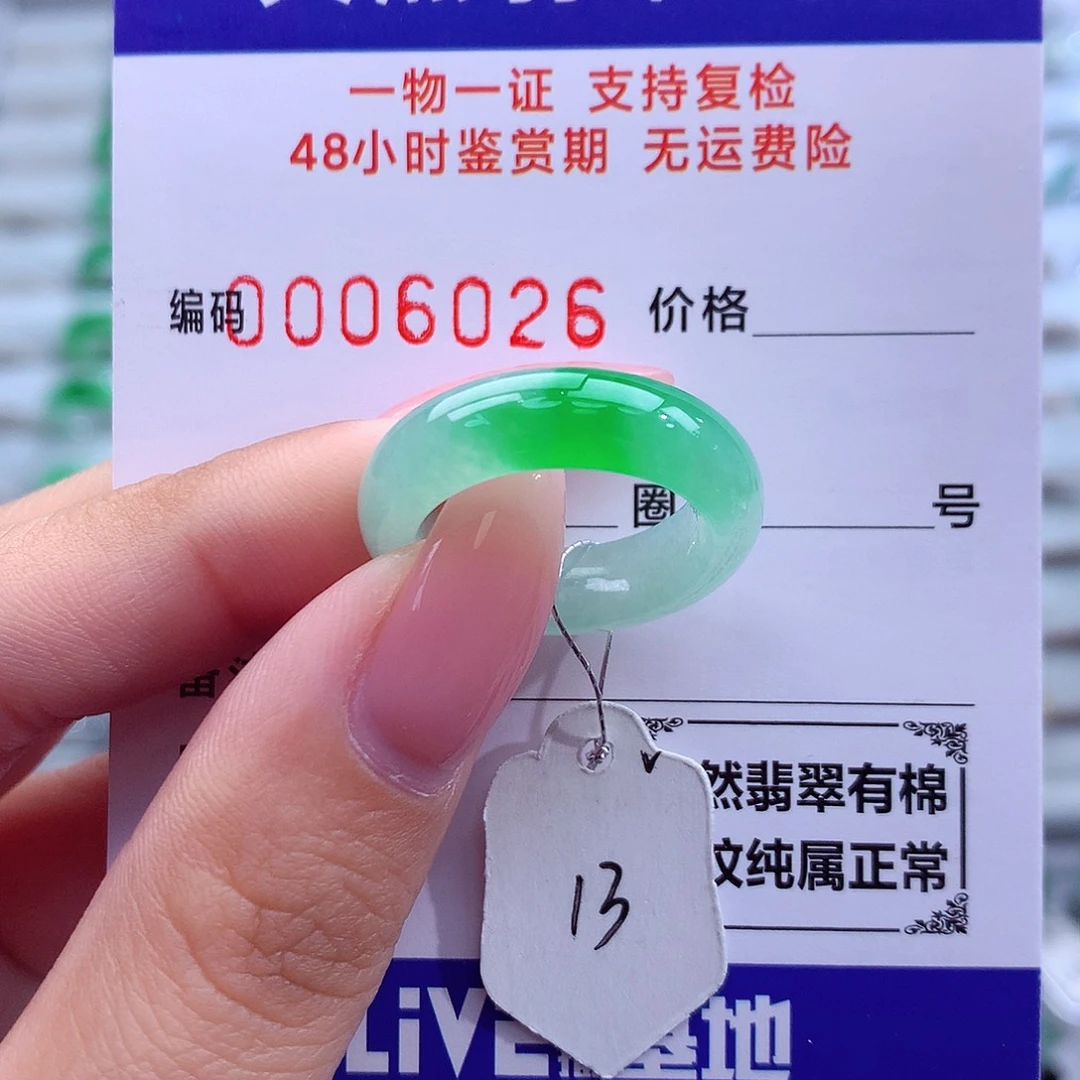 一物一证 支持复检
48小时鉴赏期 无运费险
编码0006026 价格
圈 号
然翡翠有棉
纹纯属正常
13
LiVE 基地